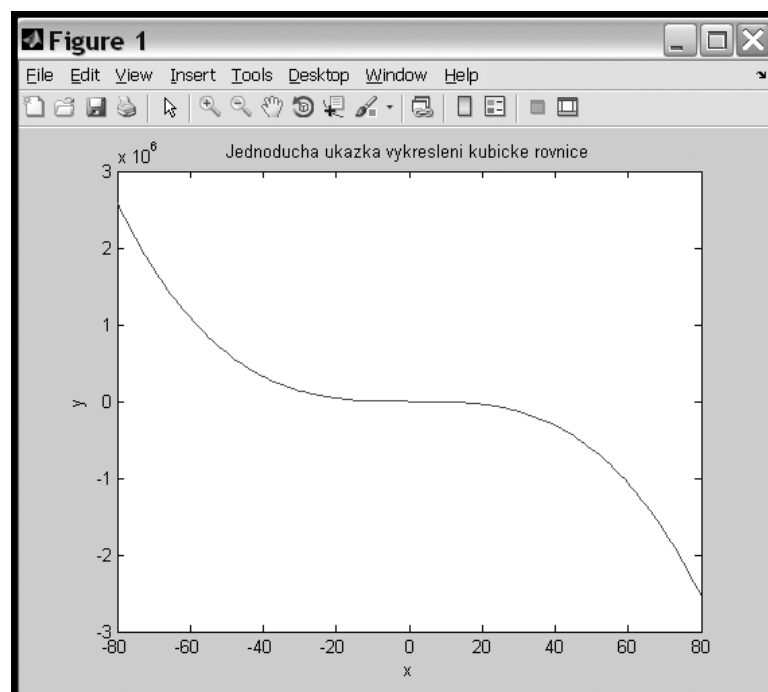 Figure 1
File Edit View Insert Tools Desktop Window Help
x 10^6
Jednoducha ukazka vykresleni kubicke rovnice
3
2
1
0
-1
-2
-3
y
-80 -60 -40 -20 0 20 40 60 80
x